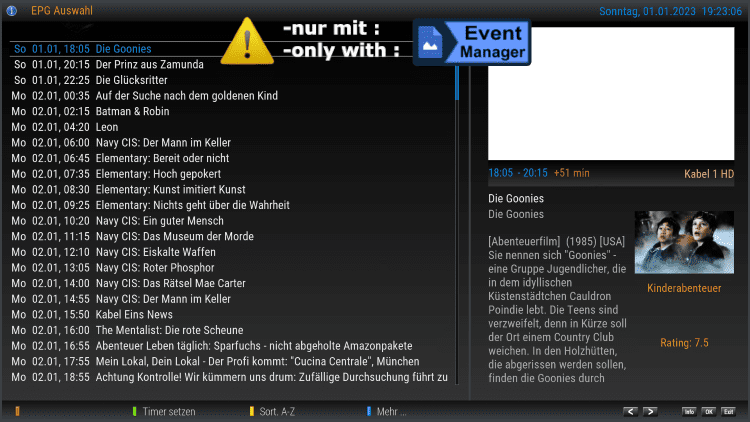 EPG Auswahl
Sonntag, 01.01.2023 19:23:06
-nur mit :
-only with :
Event
Manager
So 01.01, 18:05 Die Goonies
So 01.01, 20:15 Der Prinz aus Zamunda
So 01.01, 22:25 Die Glücksritter
Mo 02.01, 00:35 Auf der Suche nach dem goldenen Kind
Mo 02.01, 02:15 Batman & Robin
Mo 02.01, 04:20 Leon
Mo 02.01, 06:00 Navy CIS: Der Mann im Keller
Mo 02.01, 06:45 Elementary: Bereit oder nicht
Mo 02.01, 07:35 Elementary: Hoch gepokert
Mo 02.01, 08:30 Elementary: Kunst imitiert Kunst
Mo 02.01, 09:25 Elementary: Nichts geht über die Wahrheit
Mo 02.01, 10:20 Navy CIS: Ein guter Mensch
Mo 02.01, 11:15 Navy CIS: Das Museum der Morde
Mo 02.01, 12:10 Navy CIS: Eiskalte Waffen
Mo 02.01, 13:05 Navy CIS: Roter Phosphor
Mo 02.01, 14:00 Navy CIS: Das Rätsel Mae Carter
Mo 02.01, 14:55 Navy CIS: Der Mann im Keller
Mo 02.01, 15:50 Kabel Eins News
Mo 02.01, 16:00 The Mentalist: Die rote Scheune
Mo 02.01, 16:55 Abenteuer Leben täglich: Sparfuchs - nicht abgeholte Amazonpakete
Mo 02.01, 17:55 Mein Lokal, Dein Lokal - Der Profi kommt: "Cucina Centrale", München
Mo 02.01, 18:55 Achtung Kontrolle! Wir kümmern uns drum: Zufällige Durchsuchung führt zu
18:05 - 20:15 +51 min
Kabel 1 HD
Die Goonies
Die Goonies
[Abenteuerfilm] (1985) [USA]
Sie nennen sich "Goonies" -
eine Gruppe Jugendlicher, die
in dem idyllischen
Küstenstädtchen Cauldron
Poindie lebt. Die Teens sind
verzweifelt, denn in Kürze soll
der Ort einem Country Club
weichen. In den Holzhütten,
die abgerissen werden sollen,
finden die Goonies durch
Kinderabenteuer
Rating: 7.5
Timer setzen
Sort. A-Z
Mehr ...
< >
Info OK Exit